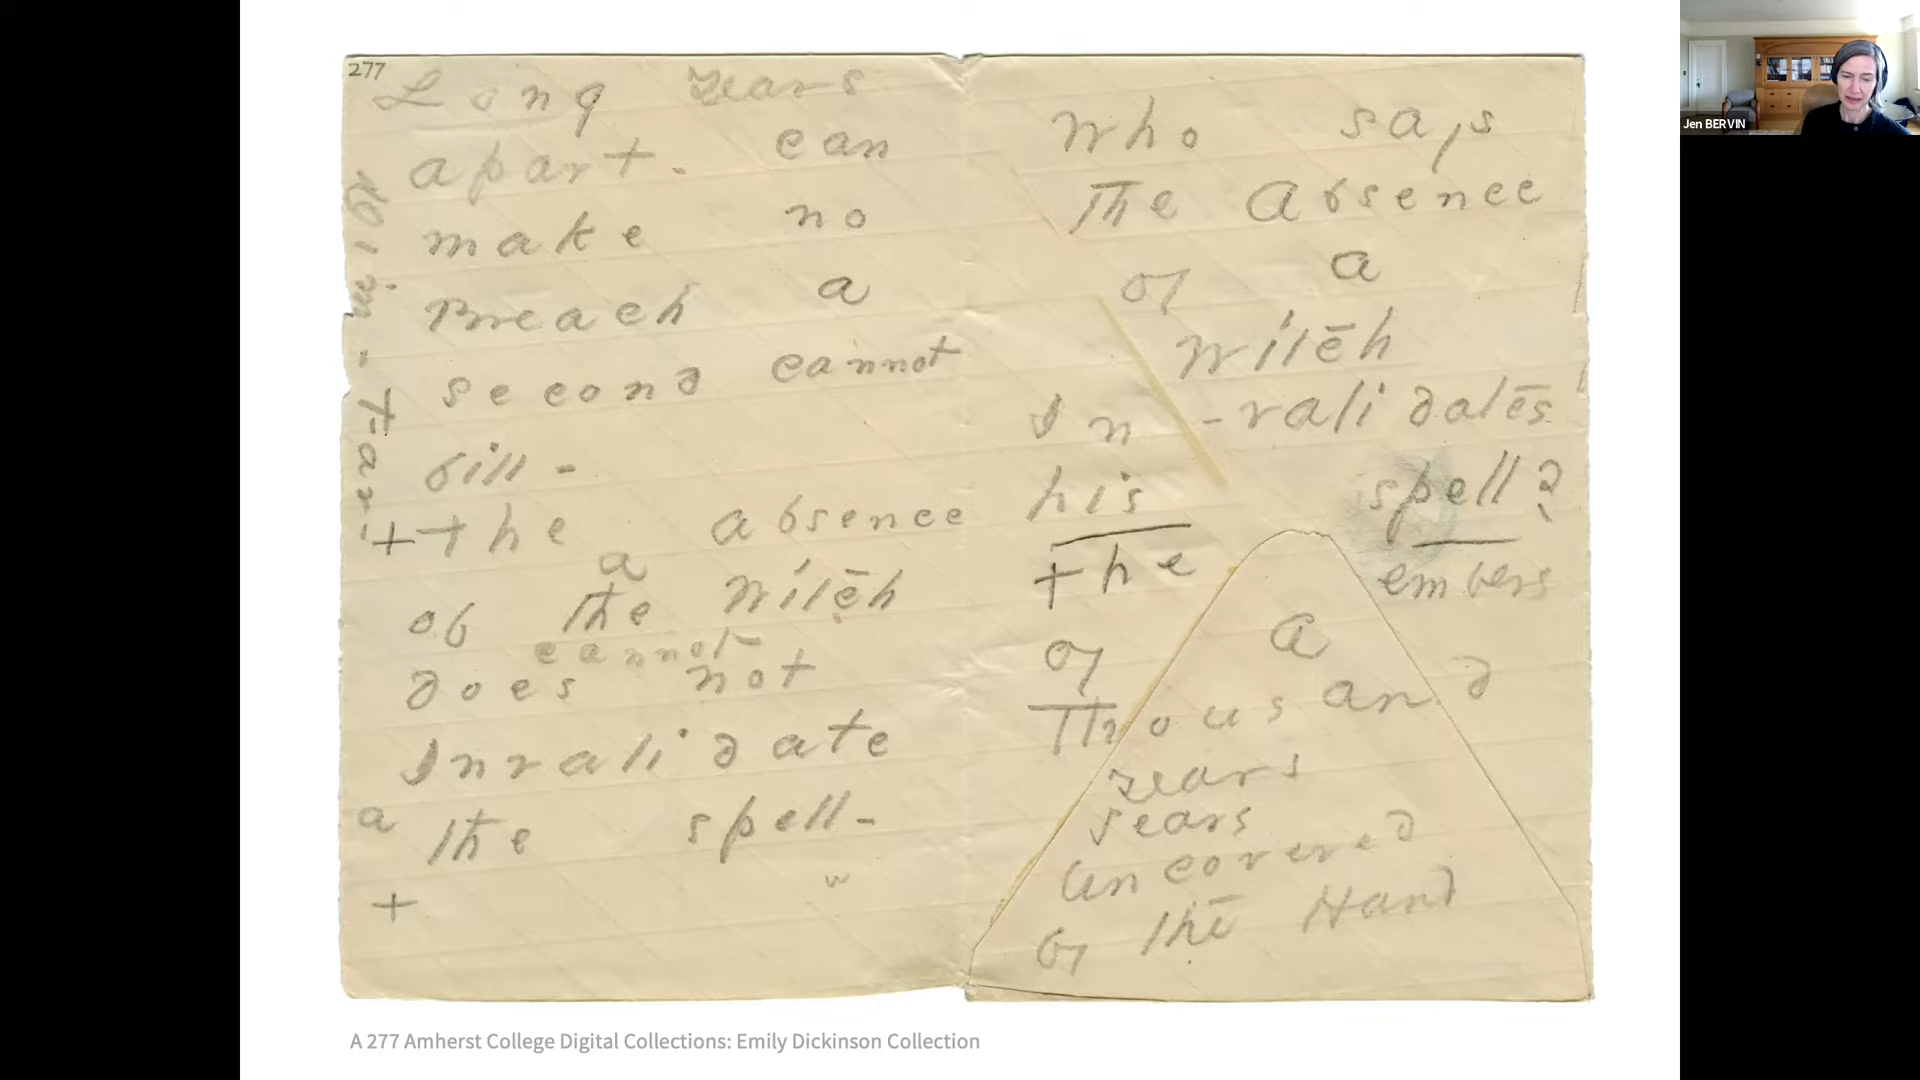 277
Long years
apart - can
make no
Breach a
second cannot
fill -
+ the absence
a
of the Witch
cannot
does not
Invalidate
a the spell -
+
Who says
The Absence
of a
Witch
In -validates
his spell?
the embers
of a
Thousand
years
years
uncovered
by the Hand
A 277 Amherst College Digital Collections: Emily Dickinson Collection
Jen BERVIN